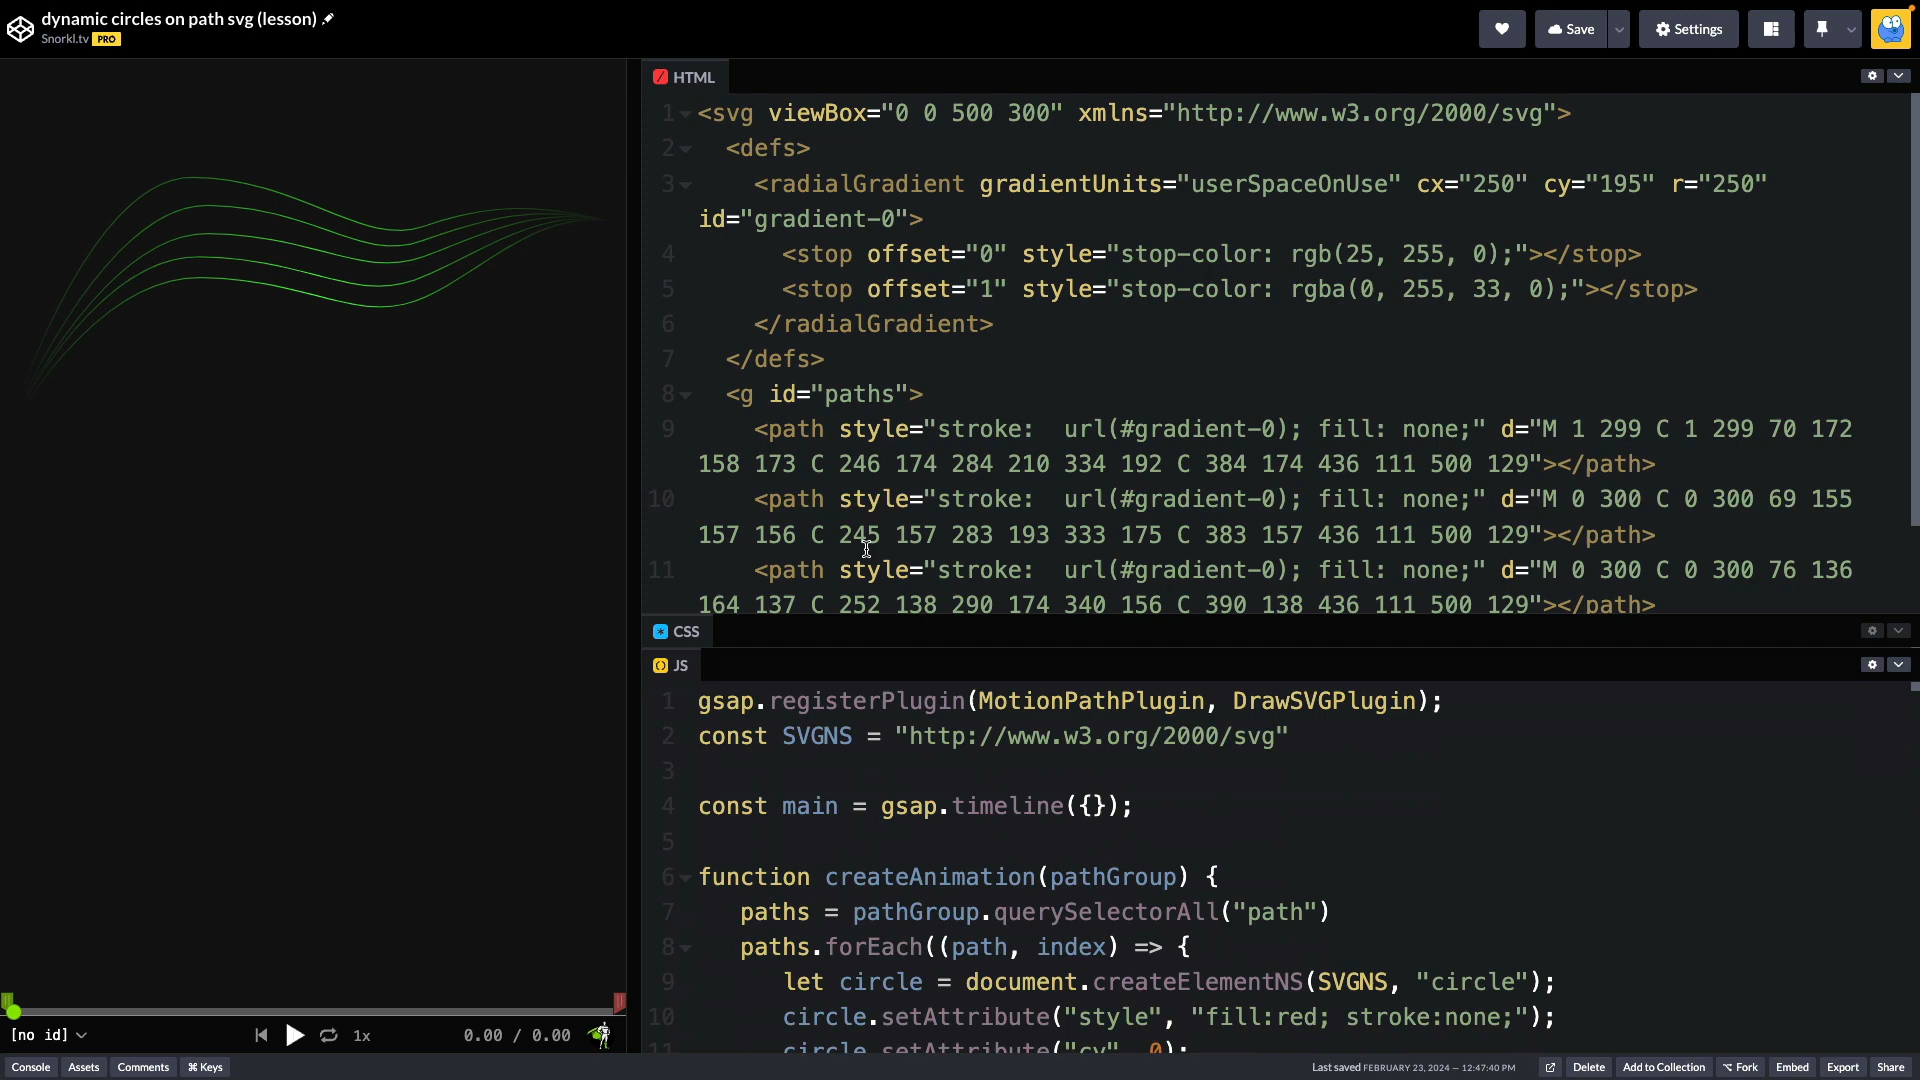 dynamic circles on path svg (lesson)
Snorkl.tv PRO
Save
Settings
HTML
1 <svg viewBox="0 0 500 300" xmlns="http://www.w3.org/2000/svg">
2 <defs>
3 <radialGradient gradientUnits="userSpaceOnUse" cx="250" cy="195" r="250"
id="gradient-0">
4 <stop offset="0" style="stop-color: rgb(25, 255, 0);"></stop>
5 <stop offset="1" style="stop-color: rgba(0, 255, 33, 0);"></stop>
6 </radialGradient>
7 </defs>
8 <g id="paths">
9 <path style="stroke:  url(#gradient-0); fill: none;" d="M 1 299 C 1 299 70 172
158 173 C 246 174 284 210 334 192 C 384 174 436 111 500 129"></path>
10 <path style="stroke:  url(#gradient-0); fill: none;" d="M 0 300 C 0 300 69 155
157 156 C 245 157 283 193 333 175 C 383 157 436 111 500 129"></path>
11 <path style="stroke:  url(#gradient-0); fill: none;" d="M 0 300 C 0 300 76 136
164 137 C 252 138 290 174 340 156 C 390 138 436 111 500 129"></path>
CSS
JS
1 gsap.registerPlugin(MotionPathPlugin, DrawSVGPlugin);
2 const SVGNS = "http://www.w3.org/2000/svg"
3
4 const main = gsap.timeline({});
5
6 function createAnimation(pathGroup) {
7 paths = pathGroup.querySelectorAll("path")
8 paths.forEach((path, index) => {
9 let circle = document.createElementNS(SVGNS, "circle");
10 circle.setAttribute("style", "fill:red; stroke:none;");
11 circle.setAttribute("cy", 0);
[no id] 1x 0.00 / 0.00
Console Assets Comments ⌘ Keys Last saved FEBRUARY 23, 2024 — 12:47:40 PM Delete Add to Collection ⌥ Fork Embed Export Share